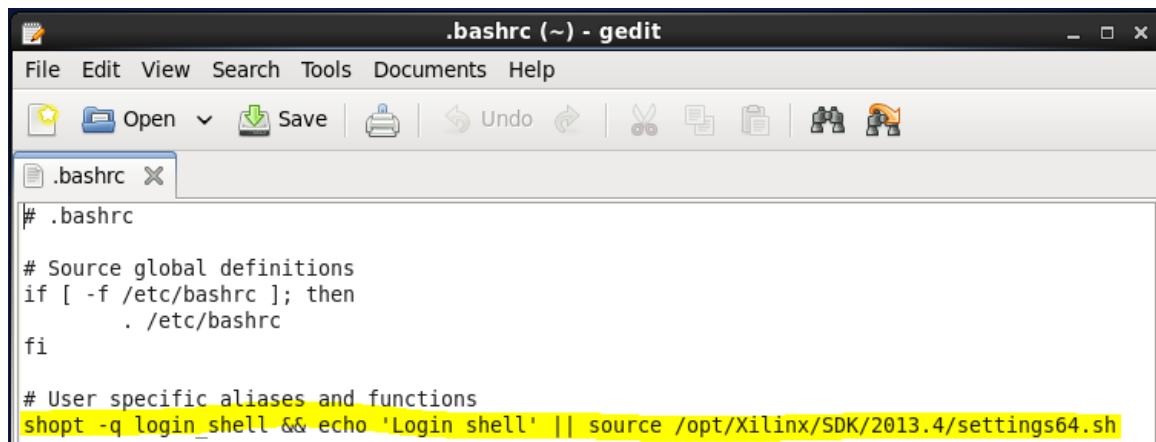 .bashrc (~) - gedit
File Edit View Search Tools Documents Help
Open Save Undo
.bashrc
# .bashrc
# Source global definitions
if [ -f /etc/bashrc ]; then
        . /etc/bashrc
fi
# User specific aliases and functions
shopt -q login_shell && echo 'Login shell' || source /opt/Xilinx/SDK/2013.4/settings64.sh